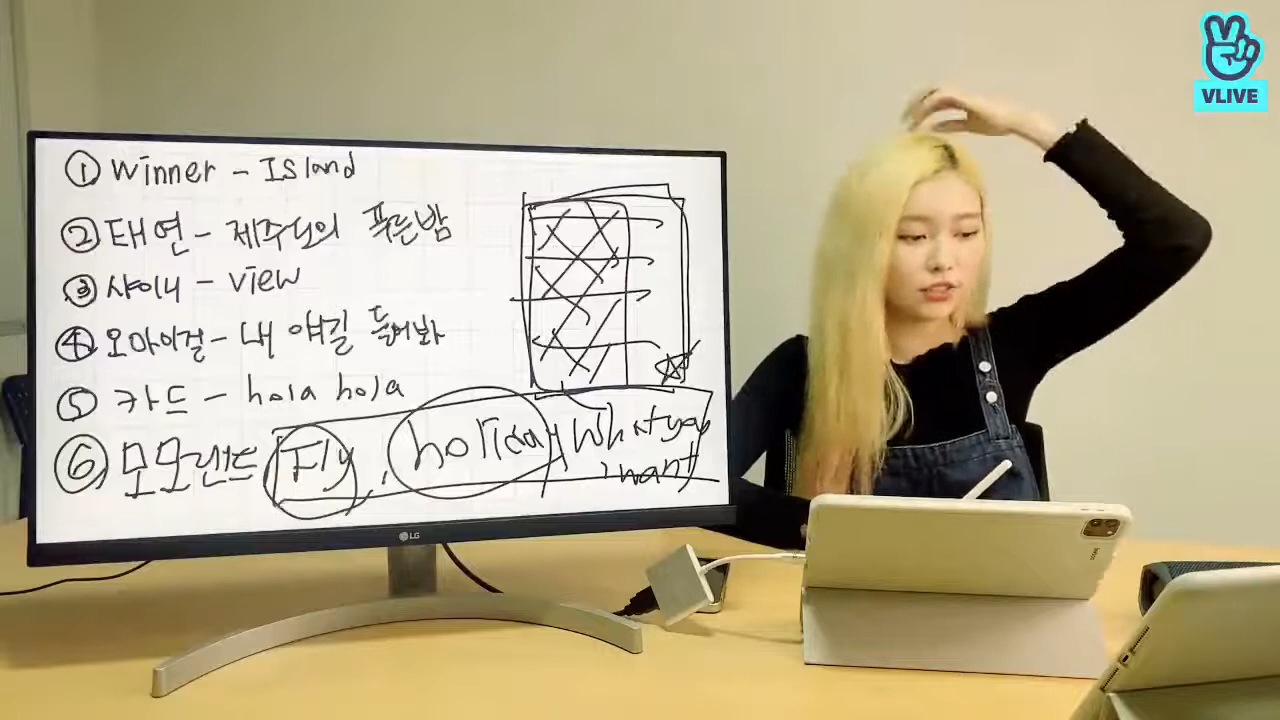 ① Winner - Island
② 태연 - 제주도의 푸른밤
③ 샤이니 - view
④ 오마이걸 - 내 얘길 들어봐
⑤ 카드 - hola hola
⑥ 모모랜드 Fly, holiday, What you want
LG
VLIVE